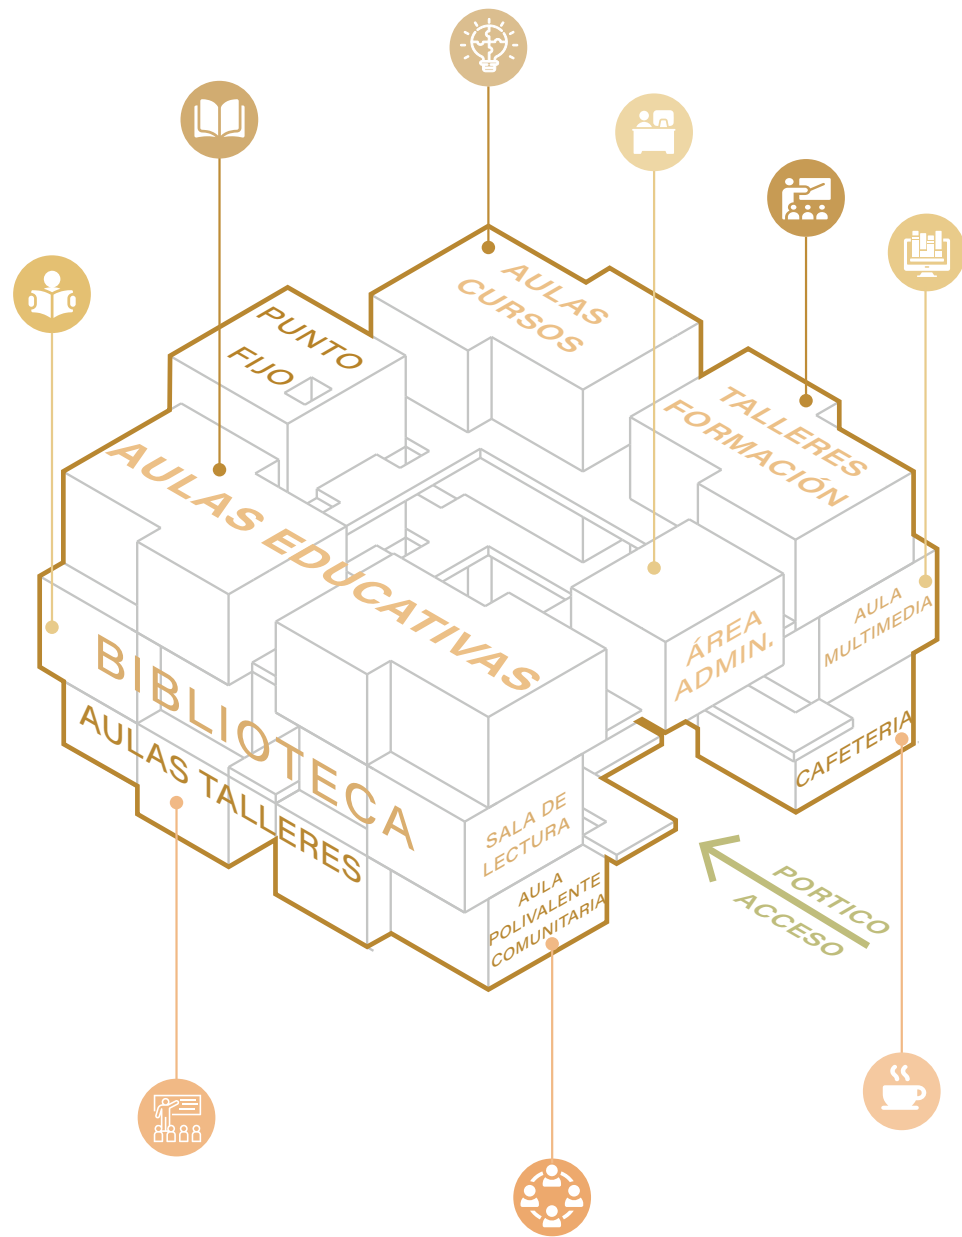 AULAS
CURSOS
PUNTO
FIJO
TALLERES
FORMACIÓN
AULAS EDUCATIVAS
AULA
MULTIMEDIA
ÁREA
ADMIN.
BIBLIOTECA
AULAS TALLERES
CAFETERIA
SALA DE
LECTURA
AULA
POLIVALENTE
COMUNITARIA
PORTICO
ACCESO